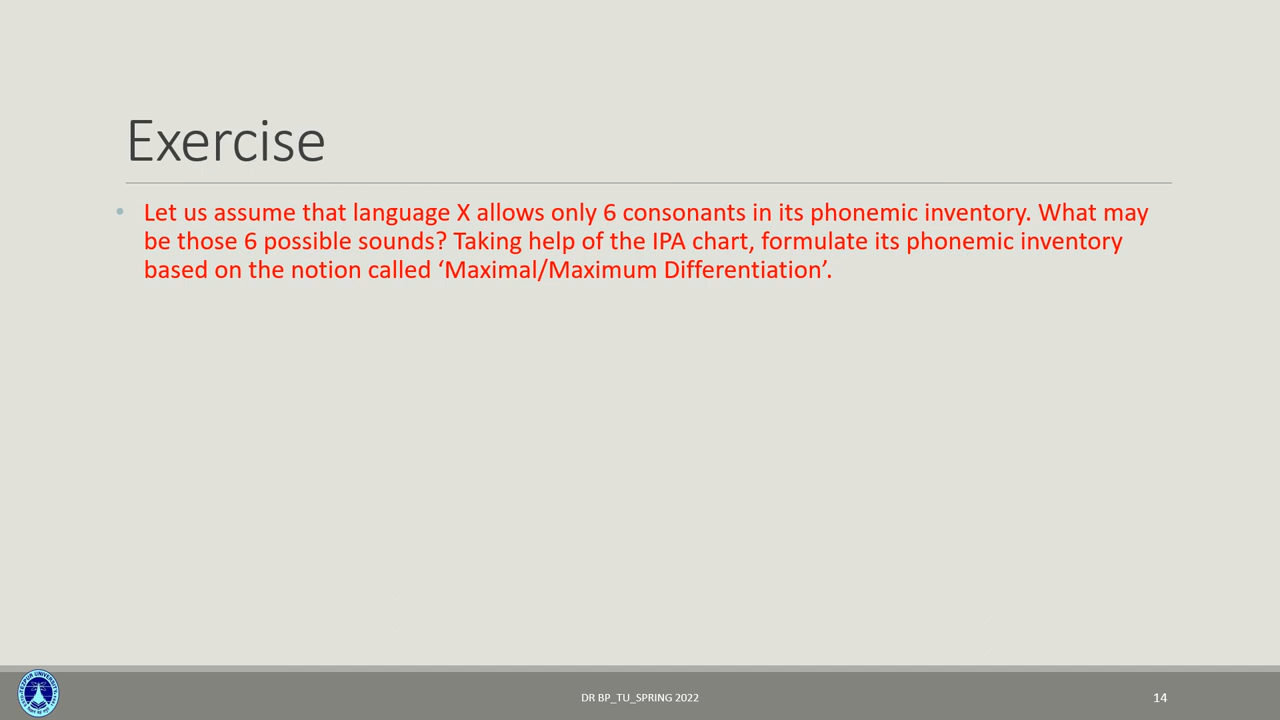 Exercise
• Let us assume that language X allows only 6 consonants in its phonemic inventory. What may
be those 6 possible sounds? Taking help of the IPA chart, formulate its phonemic inventory
based on the notion called ‘Maximal/Maximum Differentiation’.
DR BP_TU_SPRING 2022
14